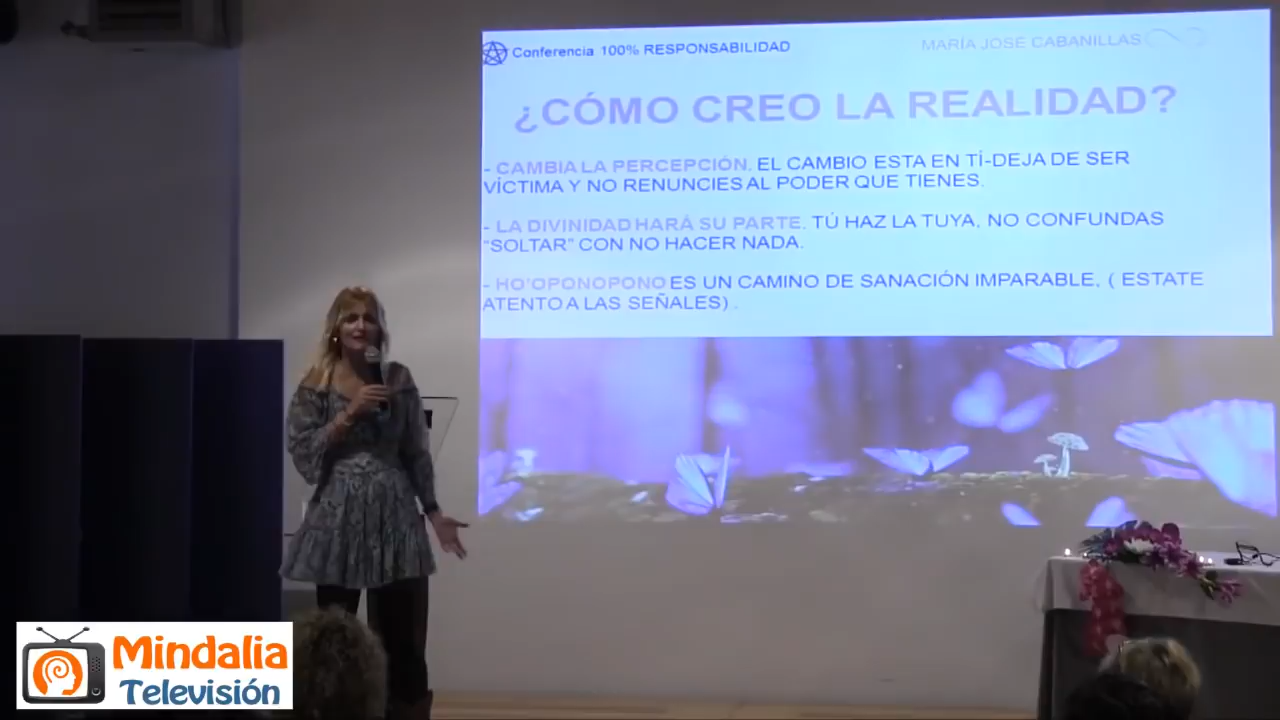 Conferencia 100% RESPONSABILIDAD
MARÍA JOSE CABANILLAS
¿CÓMO CREO LA REALIDAD?
- CAMBIA LA PERCEPCIÓN. EL CAMBIO ESTA EN TÍ-DEJA DE SER
VÍCTIMA Y NO RENUNCIES AL PODER QUE TIENES.
- LA DIVINIDAD HARÁ SU PARTE. TÚ HAZ LA TUYA, NO CONFUNDAS
“SOLTAR” CON NO HACER NADA.
- HO'OPONOPONO ES UN CAMINO DE SANACIÓN IMPARABLE, ( ESTATE
ATENTO A LAS SEÑALES) .
Mindalia
Televisión